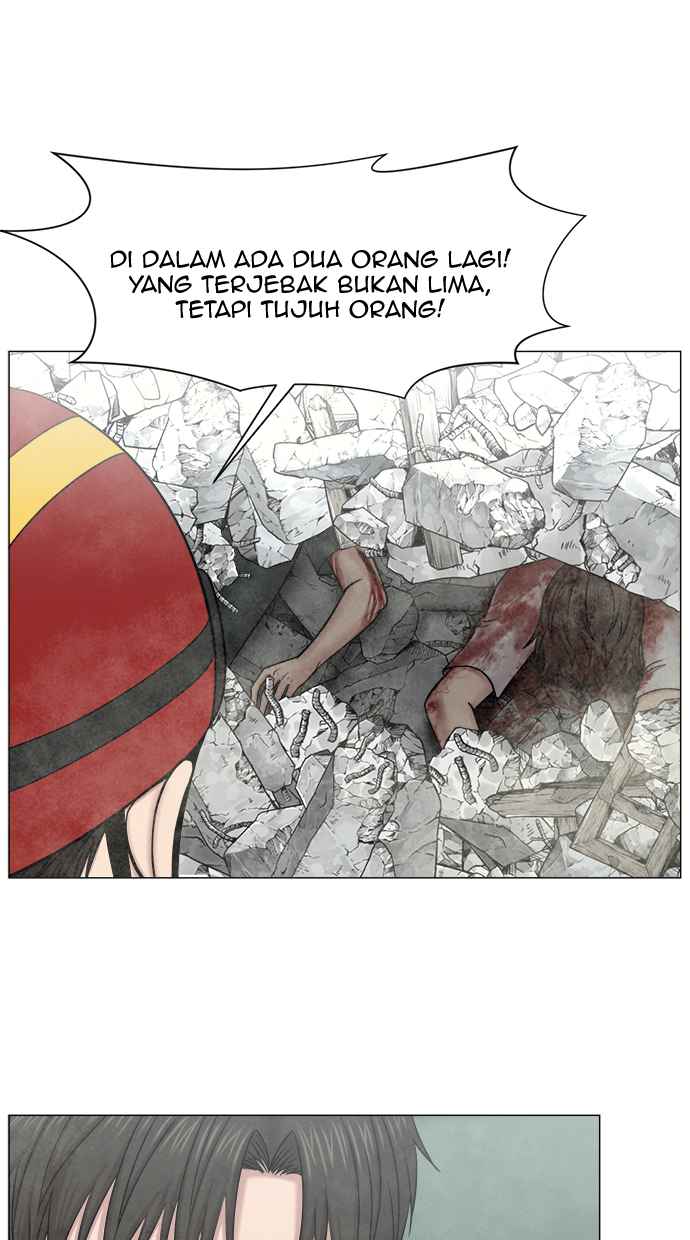 DI DALAM ADA DUA ORANG LAGI!
YANG TERJEBAK BUKAN LIMA,
TETAPI TUJUH ORANG!